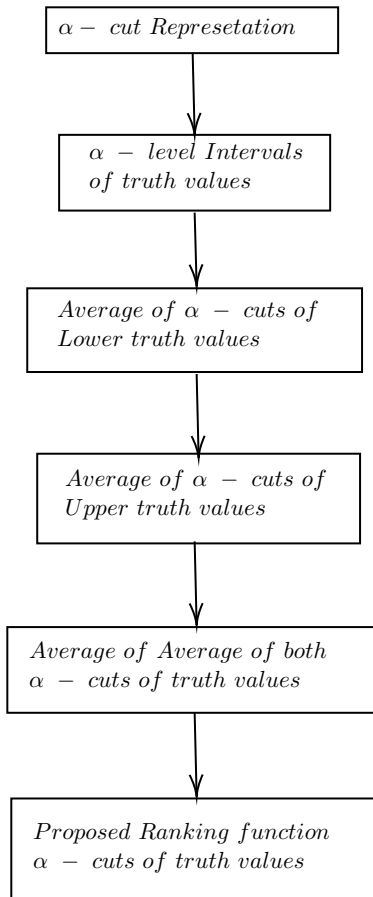 α − cut Represetation
α − level Intervals
of truth values
Average of α − cuts of
Lower truth values
Average of α − cuts of
Upper truth values
Average of Average of both
α − cuts of truth values
Proposed Ranking function
α − cuts of truth values